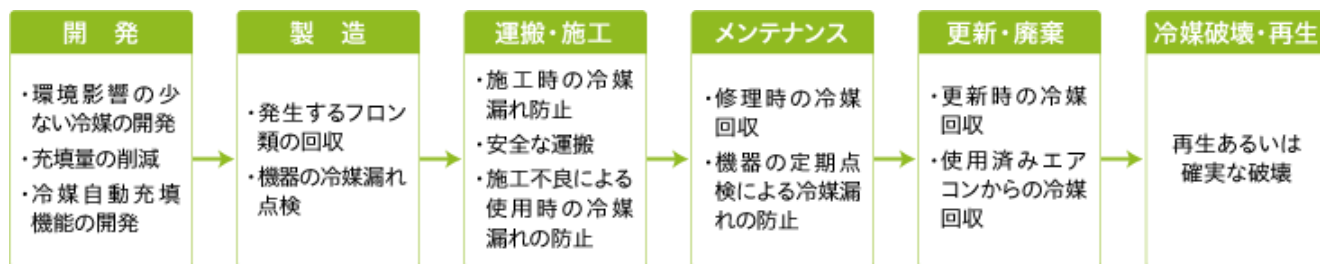 開発
・環境影響の少
ない冷媒の開発
・充填量の削減
・冷媒自動充填
機能の開発
製造
・発生するフロン
類の回収
・機器の冷媒漏れ
点検
運搬・施工
・施工時の冷媒
漏れ防止
・安全な運搬
・施工不良による
使用時の冷媒
漏れの防止
メンテナンス
・修理時の冷媒
回収
・機器の定期点
検による冷媒漏
れの防止
更新・廃棄
・更新時の冷媒
回収
・使用済みエア
コンからの冷媒
回収
冷媒破壊・再生
再生あるいは
確実な破壊